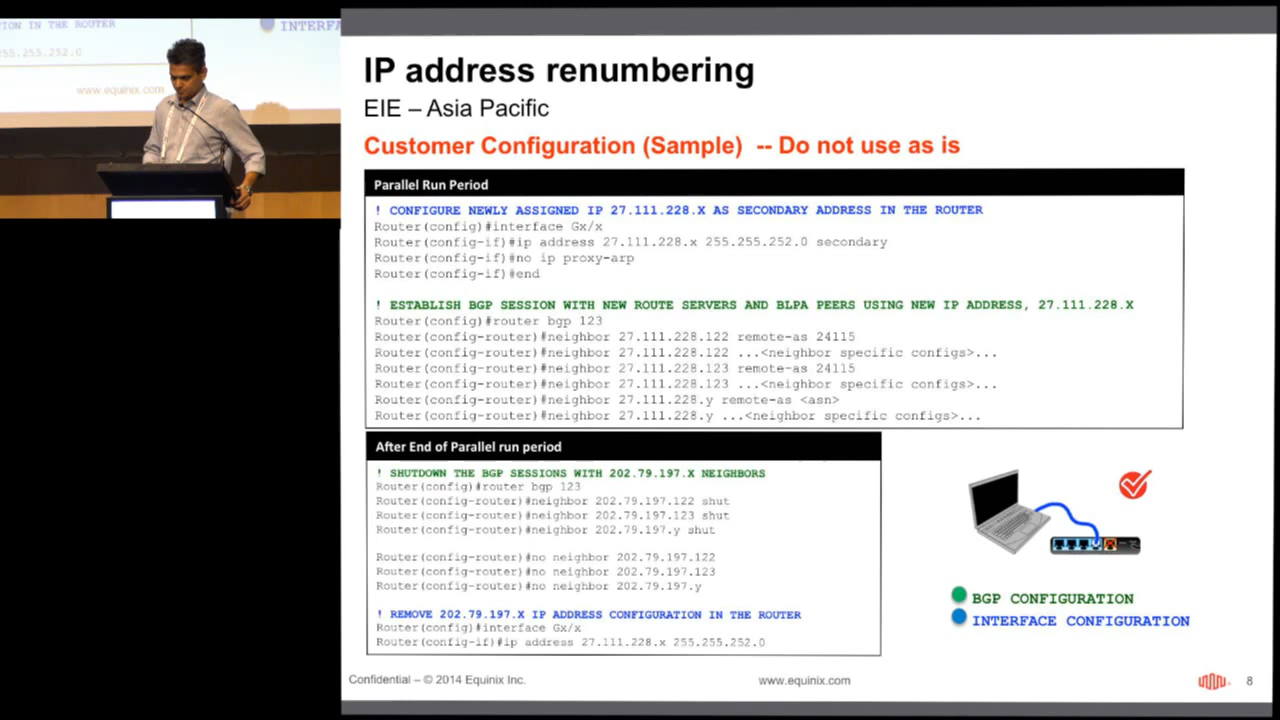 ION IN THE ROUTER
INTERFA
55.255.252.0
www.equinix.com
IP address renumbering
EIE – Asia Pacific
Customer Configuration (Sample) -- Do not use as is
Parallel Run Period
! CONFIGURE NEWLY ASSIGNED IP 27.111.228.X AS SECONDARY ADDRESS IN THE ROUTER
Router(config)#interface Gx/x
Router(config-if)#ip address 27.111.228.x 255.255.252.0 secondary
Router(config-if)#no ip proxy-arp
Router(config-if)#end
! ESTABLISH BGP SESSION WITH NEW ROUTE SERVERS AND BLPA PEERS USING NEW IP ADDRESS, 27.111.228.X
Router(config)#router bgp 123
Router(config-router)#neighbor 27.111.228.122 remote-as 24115
Router(config-router)#neighbor 27.111.228.122 ...<neighbor specific configs>...
Router(config-router)#neighbor 27.111.228.123 remote-as 24115
Router(config-router)#neighbor 27.111.228.123 ...<neighbor specific configs>...
Router(config-router)#neighbor 27.111.228.y remote-as <asn>
Router(config-router)#neighbor 27.111.228.y ...<neighbor specific configs>...
After End of Parallel run period
! SHUTDOWN THE BGP SESSIONS WITH 202.79.197.X NEIGHBORS
Router(config)#router bgp 123
Router(config-router)#neighbor 202.79.197.122 shut
Router(config-router)#neighbor 202.79.197.123 shut
Router(config-router)#neighbor 202.79.197.y shut
Router(config-router)#no neighbor 202.79.197.122
Router(config-router)#no neighbor 202.79.197.123
Router(config-router)#no neighbor 202.79.197.y
! REMOVE 202.79.197.X IP ADDRESS CONFIGURATION IN THE ROUTER
Router(config)#interface Gx/x
Router(config-if)#ip address 27.111.228.x 255.255.252.0
BGP CONFIGURATION
INTERFACE CONFIGURATION
Confidential – © 2014 Equinix Inc.
www.equinix.com
8